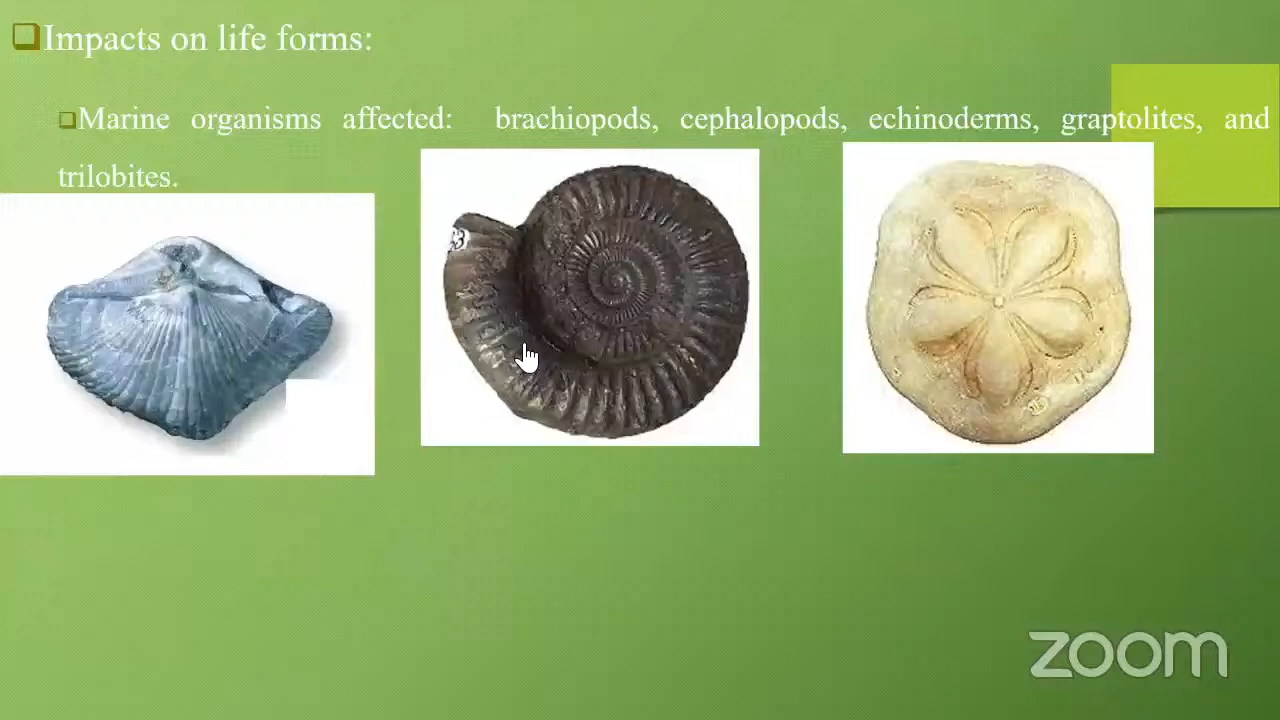 Impacts on life forms:
Marine organisms affected: brachiopods, cephalopods, echinoderms, graptolites, and
trilobites.
zoom